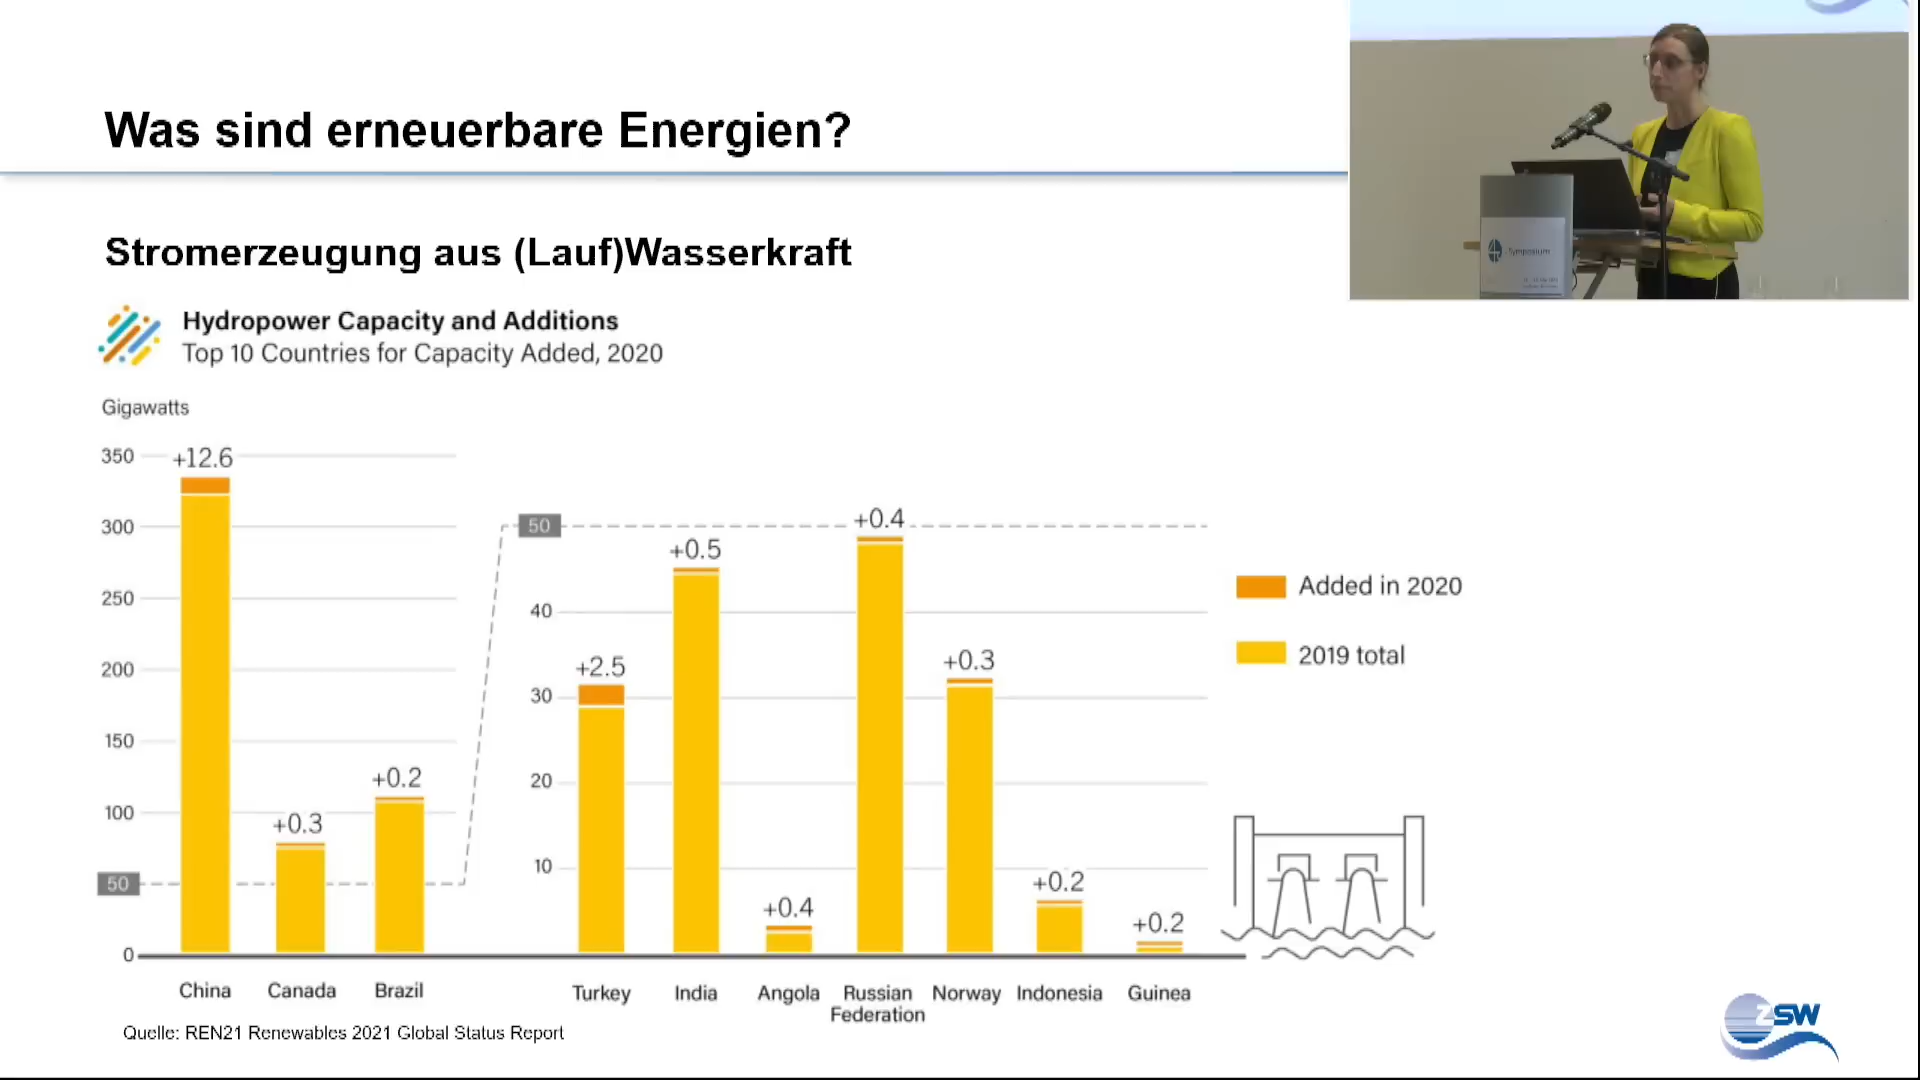 Was sind erneuerbare Energien?
Symposium
Stromerzeugung aus (Lauf)Wasserkraft
Hydropower Capacity and Additions
Top 10 Countries for Capacity Added, 2020
Gigawatts
350
300
250
200
150
100
50
0
+12.6
+0.3
+0.2
50
40
30
20
10
+2.5
+0.5
+0.4
+0.4
+0.3
+0.2
+0.2
Added in 2020
2019 total
China Canada Brazil Turkey India Angola Russian Norway Indonesia Guinea
Federation
Quelle: REN21 Renewables 2021 Global Status Report
ZSW